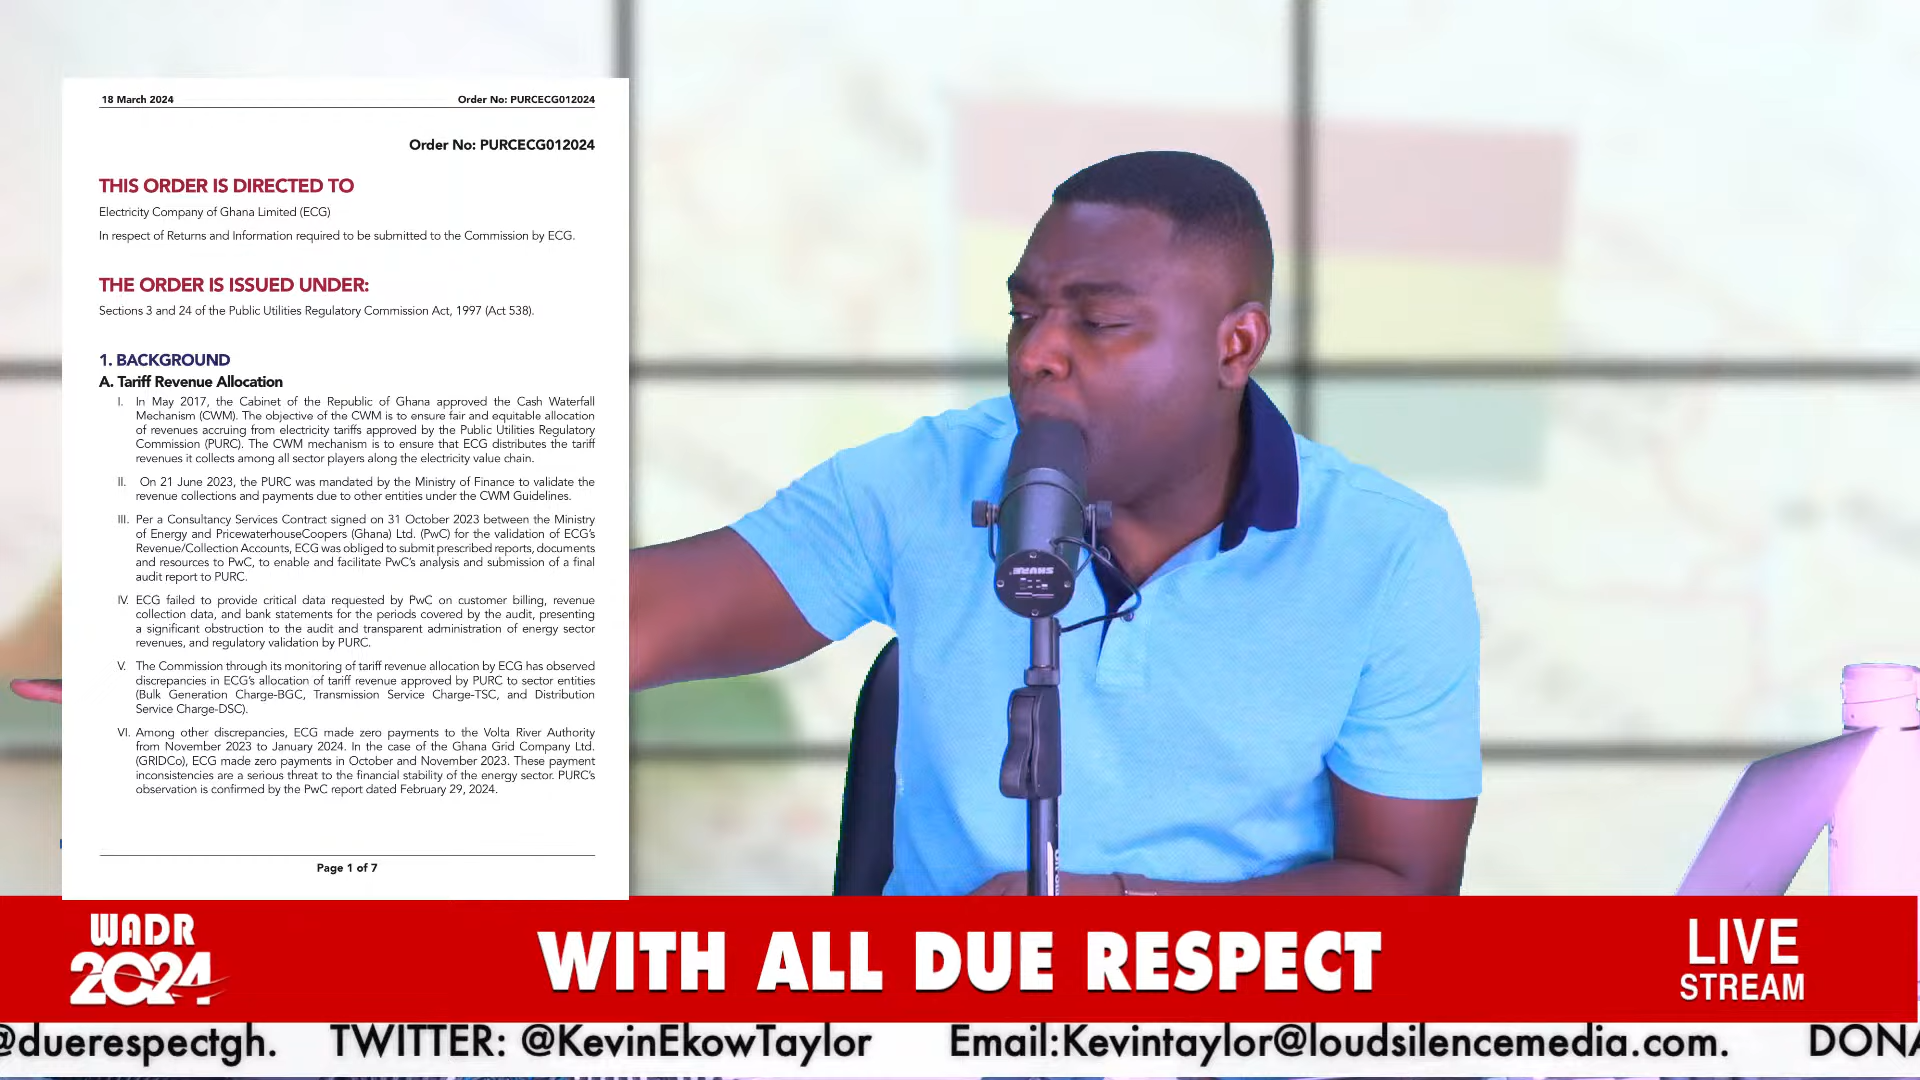 18 March 2024 Order No: PURCECG012024
Order No: PURCECG012024
THIS ORDER IS DIRECTED TO
Electricity Company of Ghana Limited (ECG)
In respect of Returns and Information required to be submitted to the Commission by ECG.
THE ORDER IS ISSUED UNDER:
Sections 3 and 24 of the Public Utilities Regulatory Commission Act, 1997 (Act 538).
1. BACKGROUND
A. Tariff Revenue Allocation
I. In May 2017, the Cabinet of the Republic of Ghana approved the Cash Waterfall
Mechanism (CWM). The objective of the CWM is to ensure fair and equitable allocation
of revenues accruing from electricity tariffs approved by the Public Utilities Regulatory
Commission (PURC). The CWM mechanism is to ensure that ECG distributes the tariff
revenues it collects among all sector players along the electricity value chain.
II. On 21 June 2023, the PURC was mandated by the Ministry of Finance to validate the
revenue collections and payments due to other entities under the CWM Guidelines.
III. Per a Consultancy Services Contract signed on 31 October 2023 between the Ministry
of Energy and PricewaterhouseCoopers (Ghana) Ltd. (PwC) for the validation of ECG's
Revenue/Collection Accounts, ECG was obliged to submit prescribed reports, documents
and resources to PwC, to enable and facilitate PwC's analysis and submission of a final
audit report to PURC.
IV. ECG failed to provide critical data requested by PwC on customer billing, revenue
collection data, and bank statements for the periods covered by the audit, presenting
a significant obstruction to the audit and transparent administration of energy sector
revenues, and regulatory validation by PURC.
V. The Commission through its monitoring of tariff revenue allocation by ECG has observed
discrepancies in ECG's allocation of tariff revenue approved by PURC to sector entities
(Bulk Generation Charge-BGC, Transmission Service Charge-TSC, and Distribution
Service Charge-DSC).
VI. Among other discrepancies, ECG made zero payments to the Volta River Authority
from November 2023 to January 2024. In the case of the Ghana Grid Company Ltd.
(GRIDCo), ECG made zero payments in October and November 2023. These payment
inconsistencies are a serious threat to the financial stability of the energy sector. PURC's
observation is confirmed by the PwC report dated February 29, 2024.
Page 1 of 7
SHURE
WADR
2024
WITH ALL DUE RESPECT
LIVE
STREAM
@duerespectgh. TWITTER: @KevinEkowTaylor Email:Kevintaylor@loudsilencemedia.com. DONA